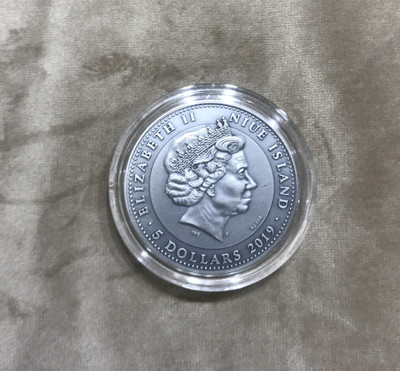 ELIZABETH II
NIUE ISLAND
· 5 DOLLARS 2019 ·